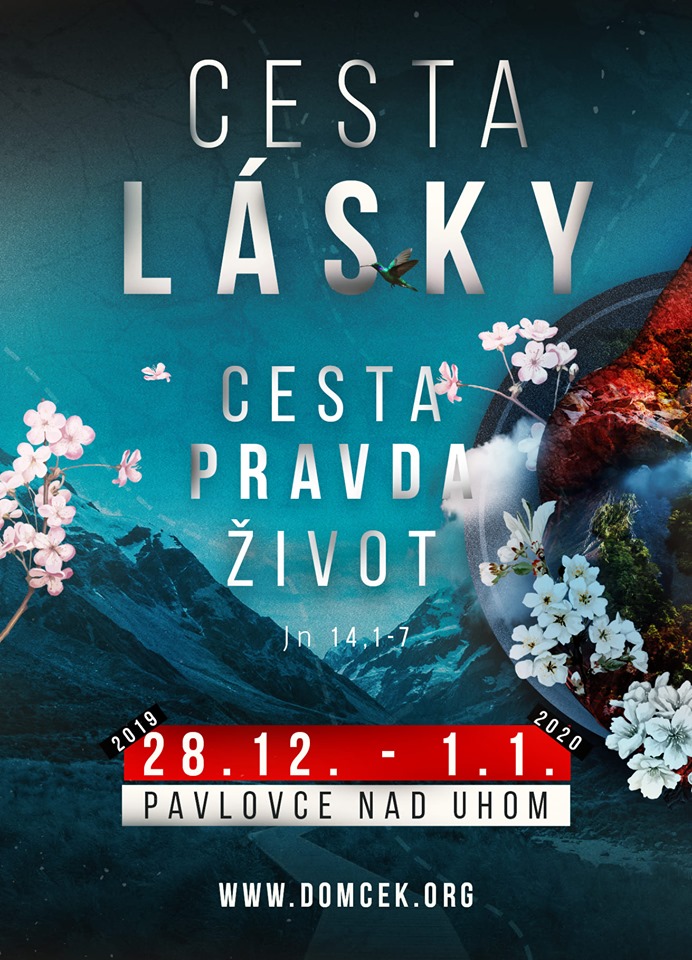 CESTA
LÁSKY
CESTA
PRAVDA
ŽIVOT
Jn 14,1-7
2019
2020
28.12. - 1.1.
PAVLOVCE NAD UHOM
WWW.DOMCEK.ORG